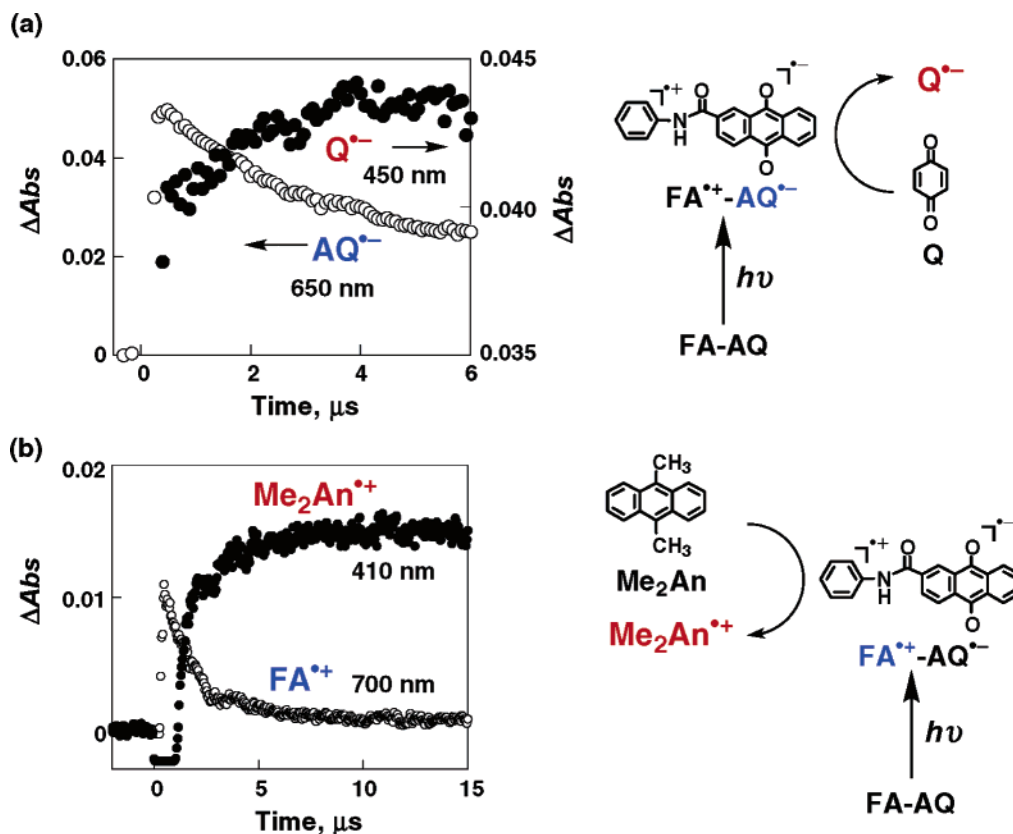 (a)
0.06
0.04
0.02
0
ΔAbs
0.045
0.040
0.035
ΔAbs
Q•−
450 nm
AQ•−
650 nm
0
2
4
6
Time, μs
•+
•−
O
O
N
H
O
FA•+-AQ•−
hν
FA-AQ
Q•−
O
O
Q
(b)
0.02
0.01
0
ΔAbs
Me2An•+
410 nm
FA•+
700 nm
0
5
10
15
Time, μs
CH3
CH3
Me2An
Me2An•+
•+
•−
O
O
N
H
O
FA•+-AQ•−
hν
FA-AQ